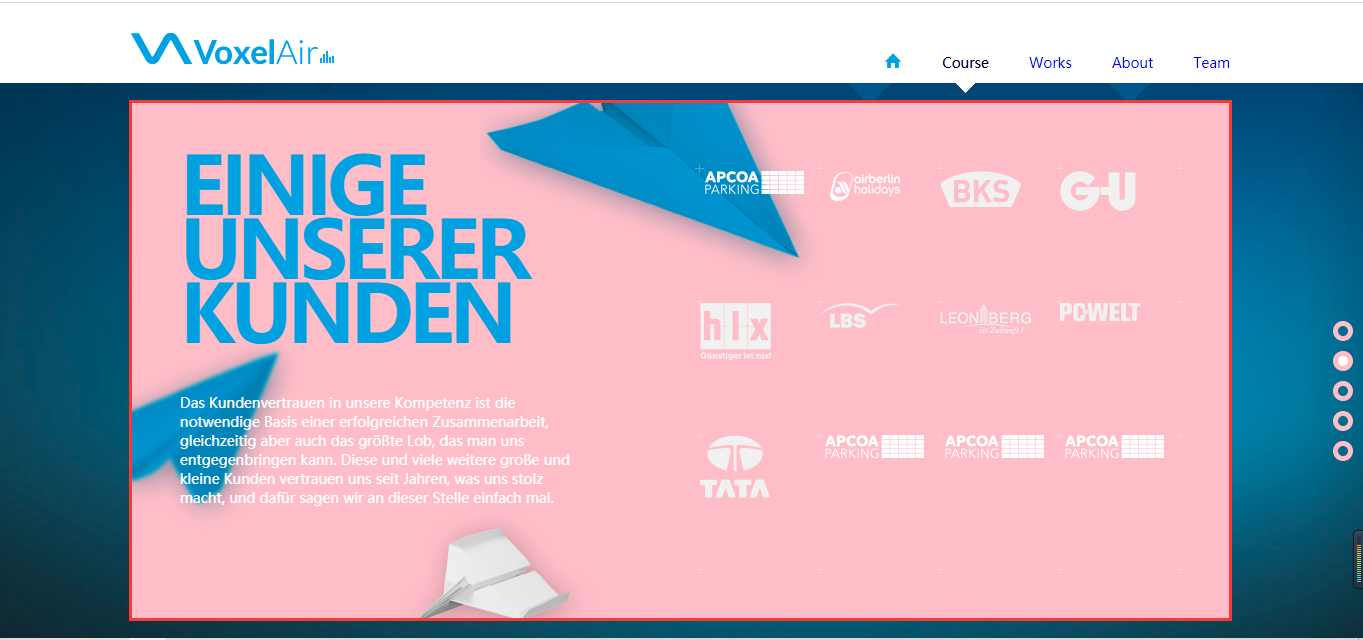 VoxelAir
Course
Works
About
Team
EINIGE
UNSERER
KUNDEN
Das Kundenvertrauen in unsere Kompetenz ist die
notwendige Basis einer erfolgreichen Zusammenarbeit,
gleichzeitig aber auch das größte Lob, das man uns
entgegenbringen kann. Diese und viele weitere große und
kleine Kunden vertrauen uns seit Jahren, was uns stolz
macht, und dafür sagen wir an dieser Stelle einfach mal.
APCOA
PARKING
airberlin
holidays
BKS
G-U
hlx
Günstiger ist nix!
LBS
LEONBERG
ist Zukunft !
PCWELT
TATA
APCOA
PARKING
APCOA
PARKING
APCOA
PARKING